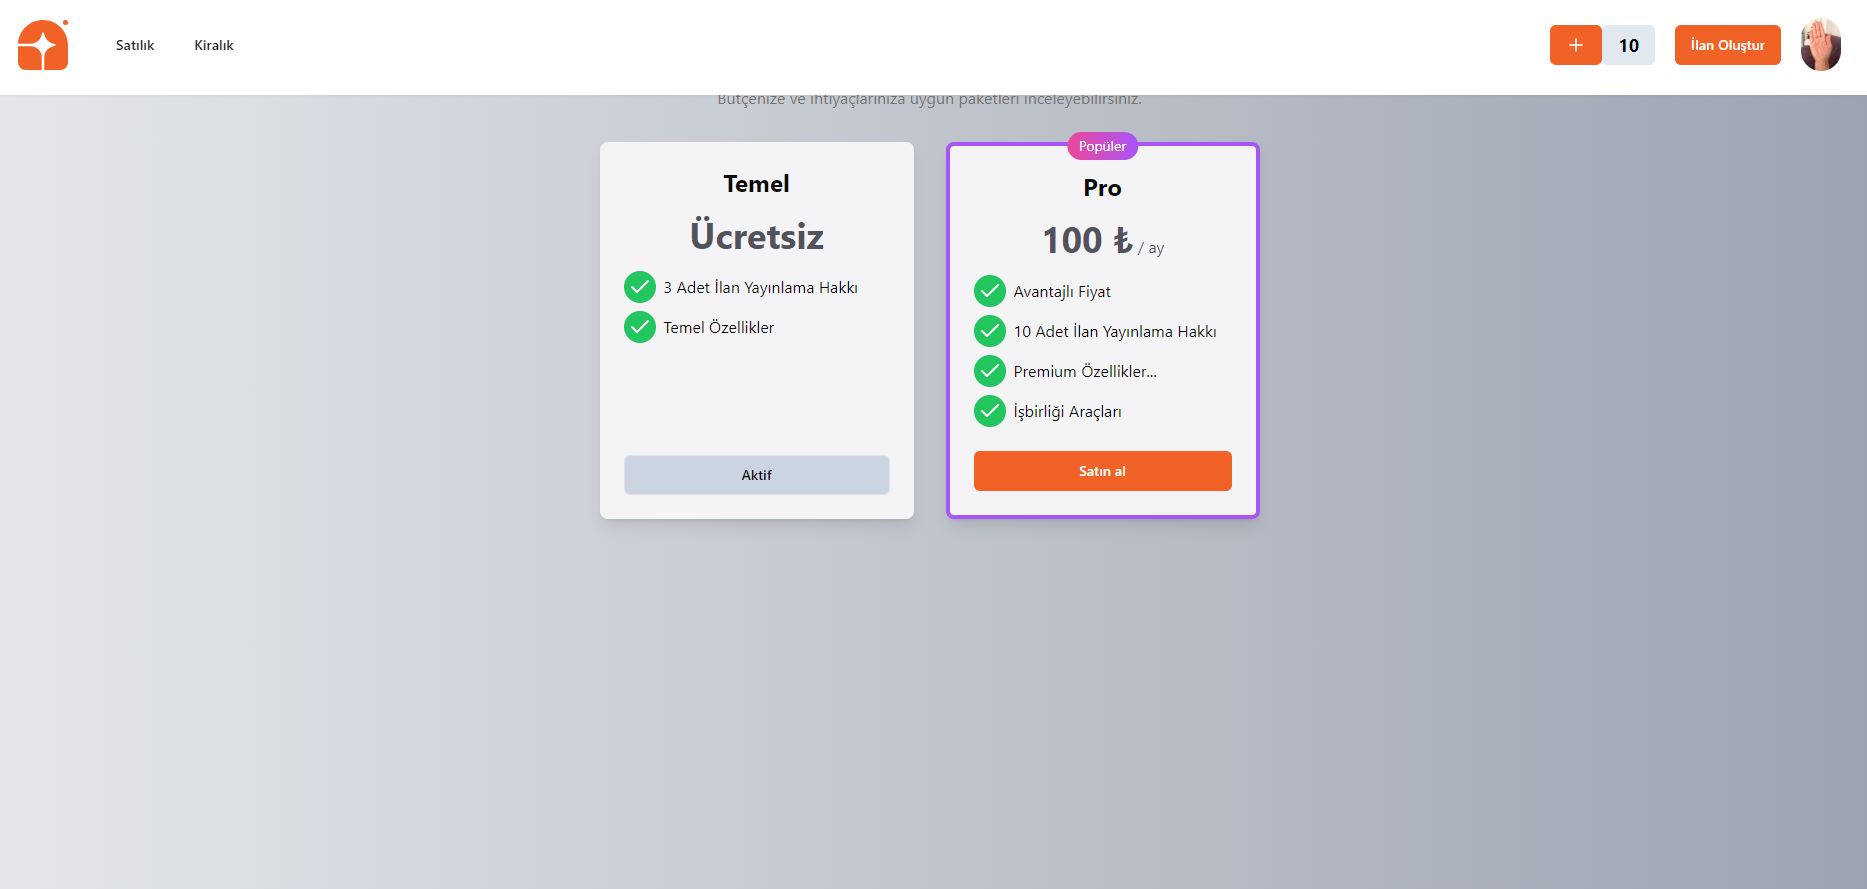 Satılık
Kiralık
10
İlan Oluştur
Bütçenize ve ihtiyaçlarınıza uygun paketleri inceleyebilirsiniz.
Temel
Ücretsiz
3 Adet İlan Yayınlama Hakkı
Temel Özellikler
Aktif
Popüler
Pro
100 ₺ / ay
Avantajlı Fiyat
10 Adet İlan Yayınlama Hakkı
Premium Özellikler...
İşbirliği Araçları
Satın al